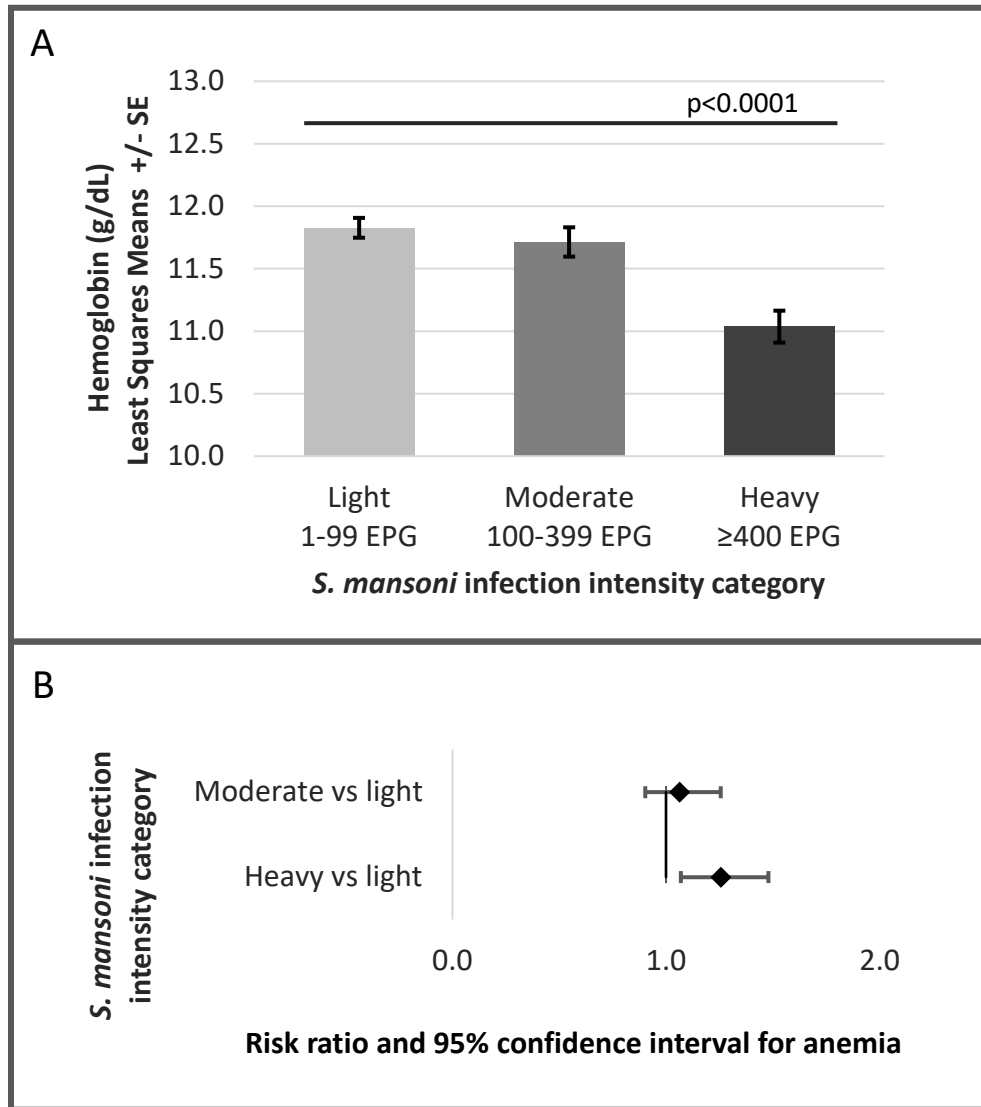 A
Hemoglobin (g/dL)
Least Squares Means +/- SE
13.0
12.5
12.0
11.5
11.0
10.5
10.0
p<0.0001
Light
1-99 EPG
Moderate
100-399 EPG
Heavy
≥400 EPG
S. mansoni infection intensity category
B
S. mansoni infection
intensity category
Moderate vs light
Heavy vs light
0.0 1.0 2.0
Risk ratio and 95% confidence interval for anemia